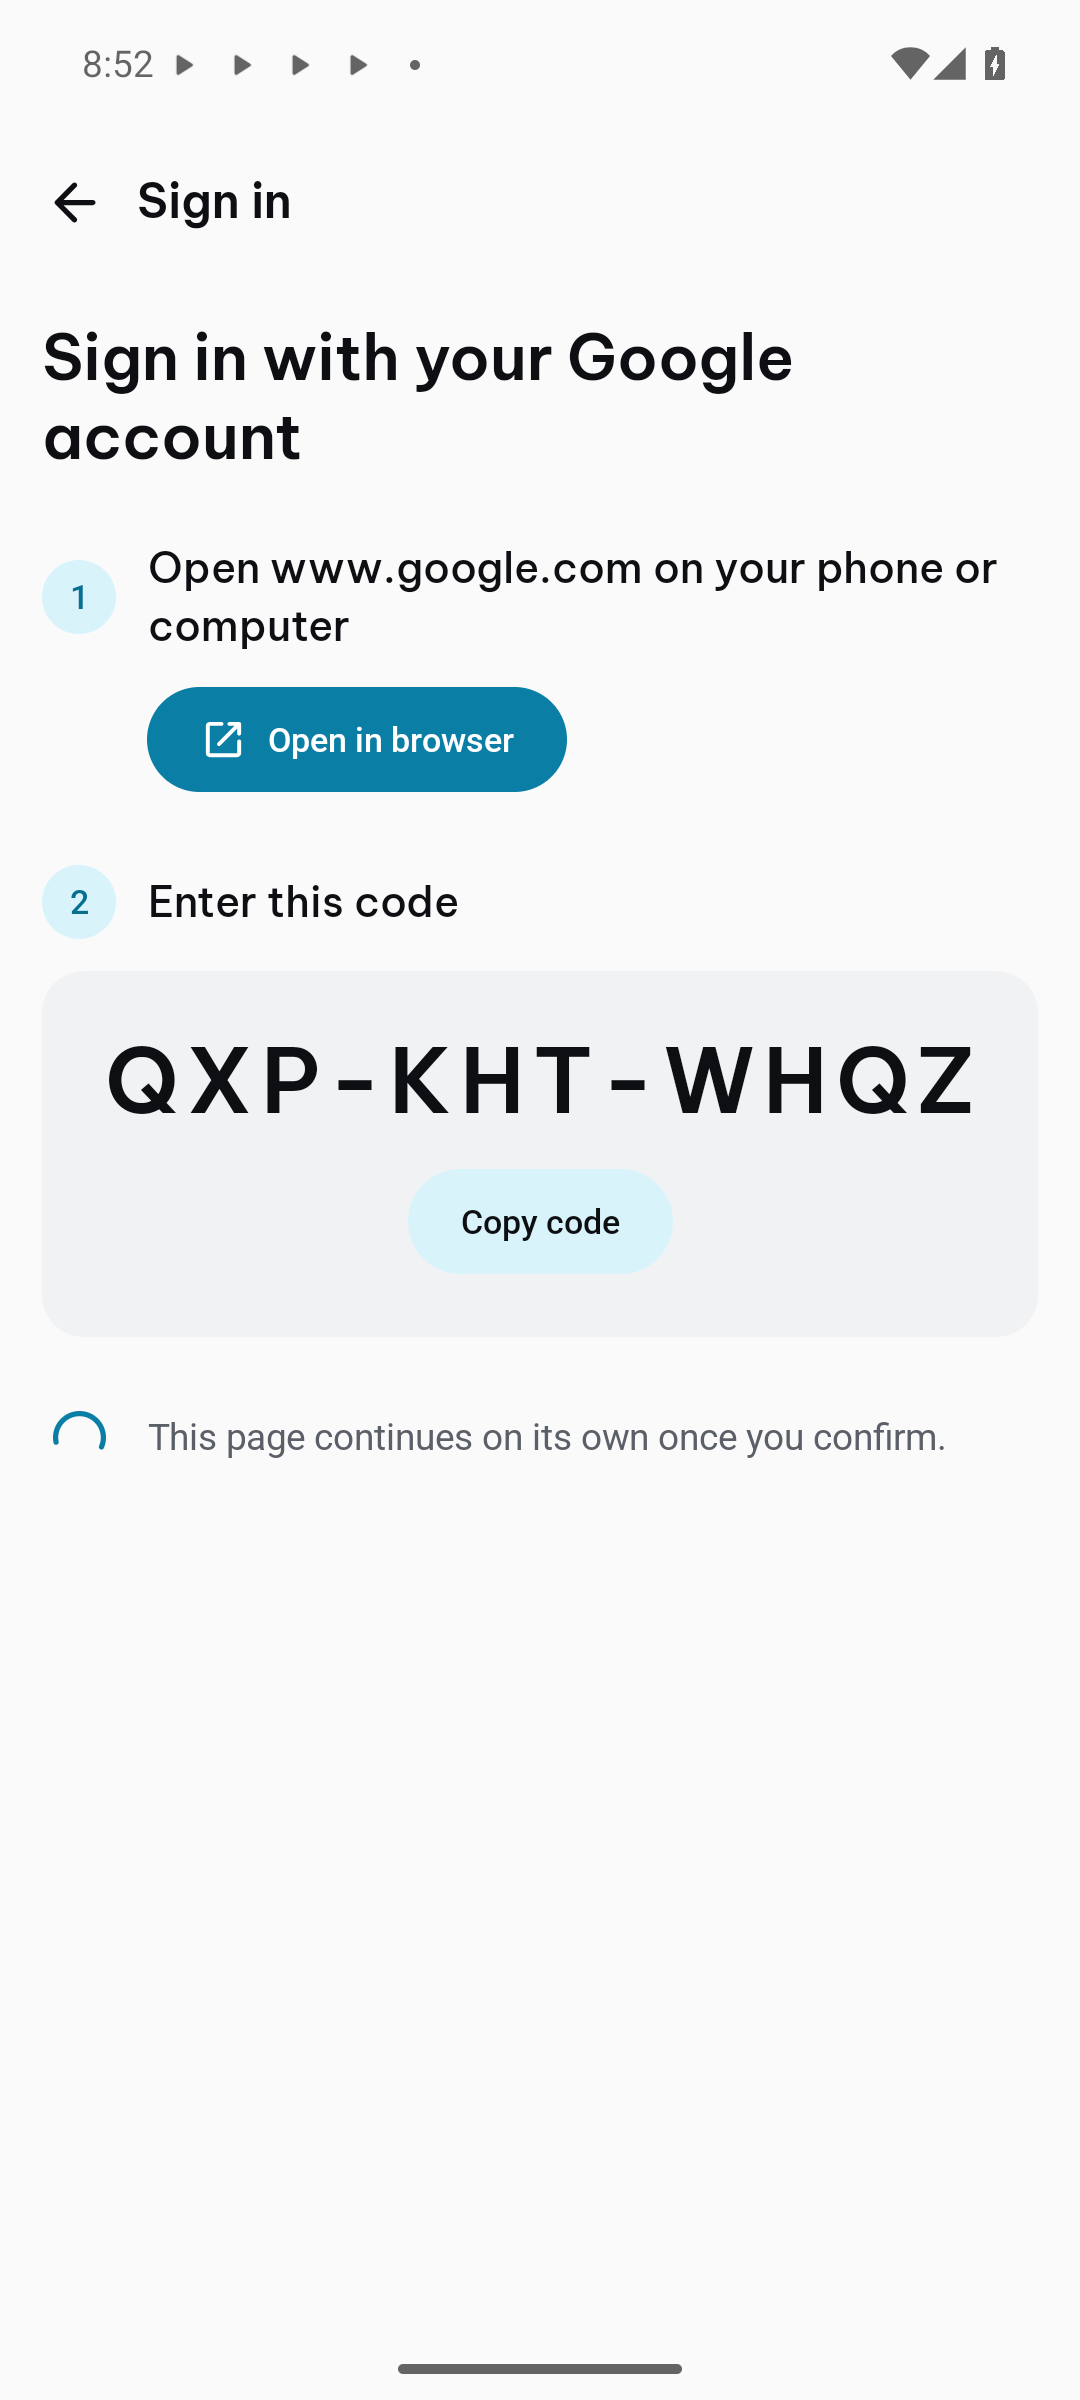 8:52
Sign in
Sign in with your Google
account
1
Open www.google.com on your phone or
computer
Open in browser
2
Enter this code
QXP-KHT-WHQZ
Copy code
This page continues on its own once you confirm.